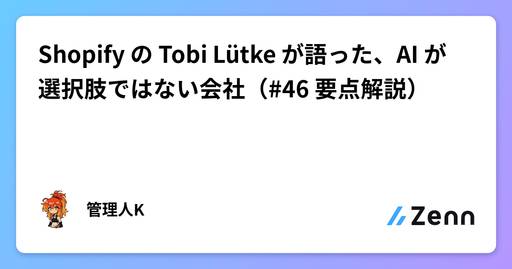 Shopify の Tobi Lütke が語った、AI が
選択肢ではない会社（#46 要点解説）
管理人K
Zenn